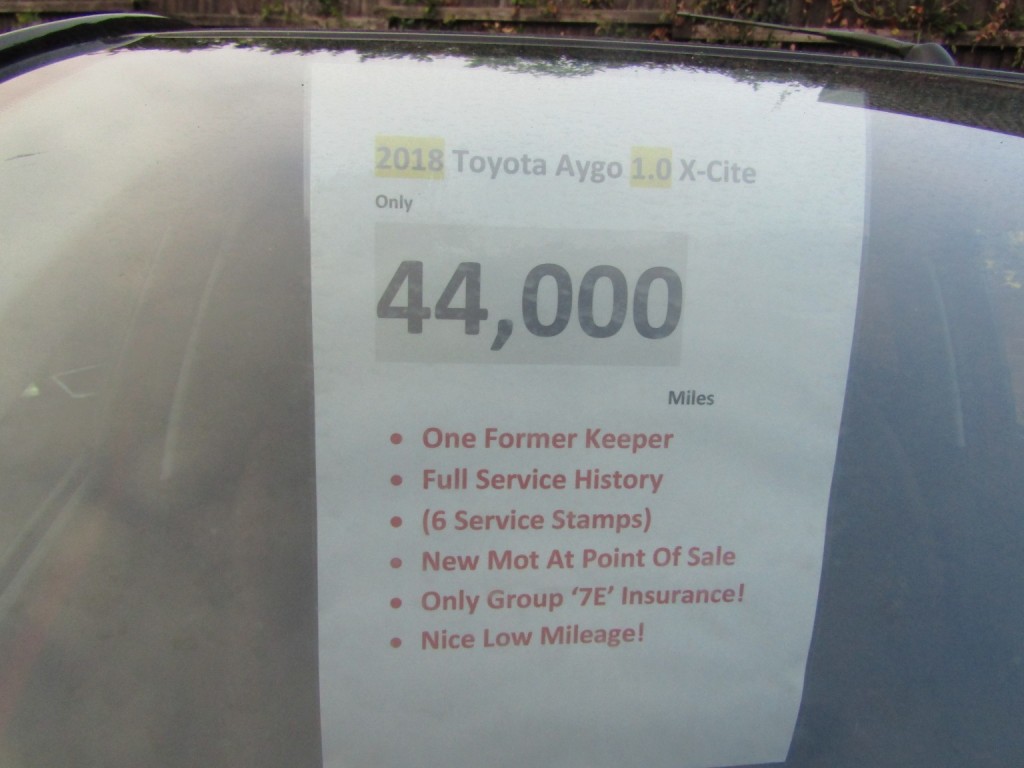 2018 Toyota Aygo 1.0 X-Cite
Only
44,000
Miles
• One Former Keeper
• Full Service History
• (6 Service Stamps)
• New Mot At Point Of Sale
• Only Group ‘7E’ Insurance!
• Nice Low Mileage!